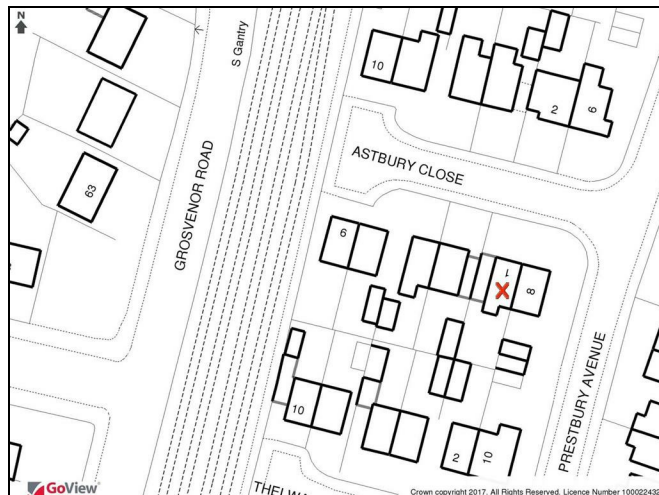 N
S Gantry
10
2
6
ASTBURY CLOSE
63
GROSVENOR ROAD
9
1
8
PRESTBURY AVENUE
10
2
10
THELWA
GoView
Crown copyright 2017. All Rights Reserved. Licence Number 10002243